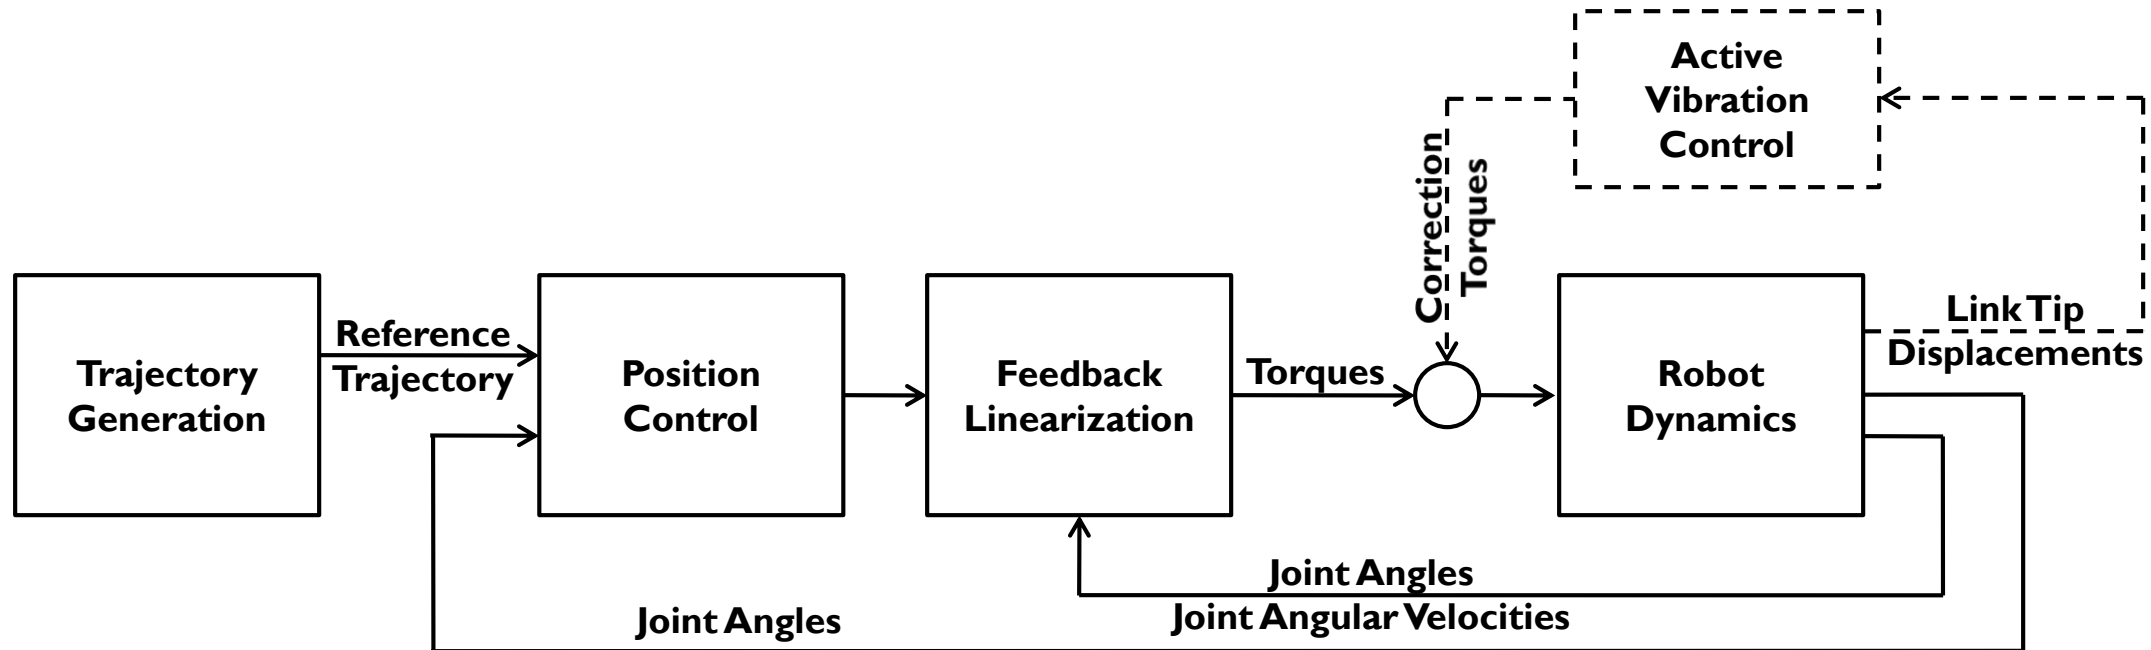 Active
Vibration
Control
Correction
Torques
Trajectory
Generation
Reference
Trajectory
Position
Control
Feedback
Linearization
Torques
Robot
Dynamics
Link Tip
Displacements
Joint Angles
Joint Angular Velocities
Joint Angles